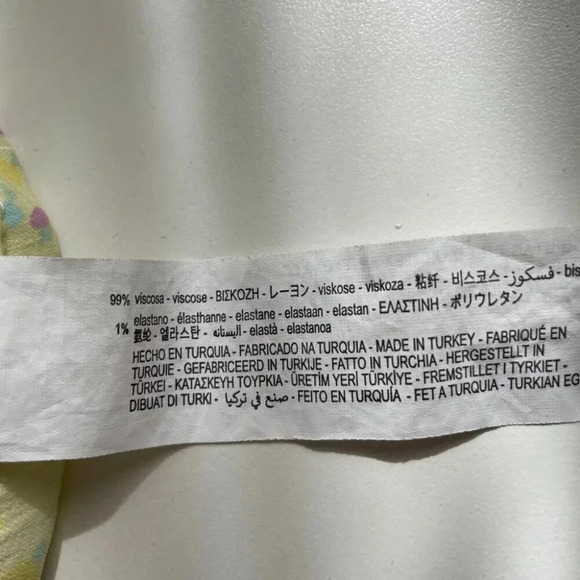 99% viscosa - viscose - ΒΙΣΚΟΖΗ - レーヨン - viskose - viskoza - 粘纤 - 비스코스 - فسكوز - bis
1% elastano - élasthanne - elastane - elastaan - elastan - ΕΛΑΣΤΙΝΗ - ポリウレタン
氨纶 - 엘라스탄 - اليستانه - elastà - elastanoa
HECHO EN TURQUIA - FABRICADO NA TURQUIA - MADE IN TURKEY - FABRIQUÉ EN
TURQUIE - GEFABRICEERD IN TURKIJE - FATTO IN TURCHIA - HERGESTELLT IN
TÜRKEI - ΚΑΤΑΣΚΕΥΗ ΤΟΥΡΚΙΑ - ÜRETİM YERİ TÜRKİYE - FREMSTILLET I TYRKIET -
DIBUAT DI TURKI - صنع في تركيا - FEITO EN TURQUÍA - FET A TURQUIA - TURKIAN EG